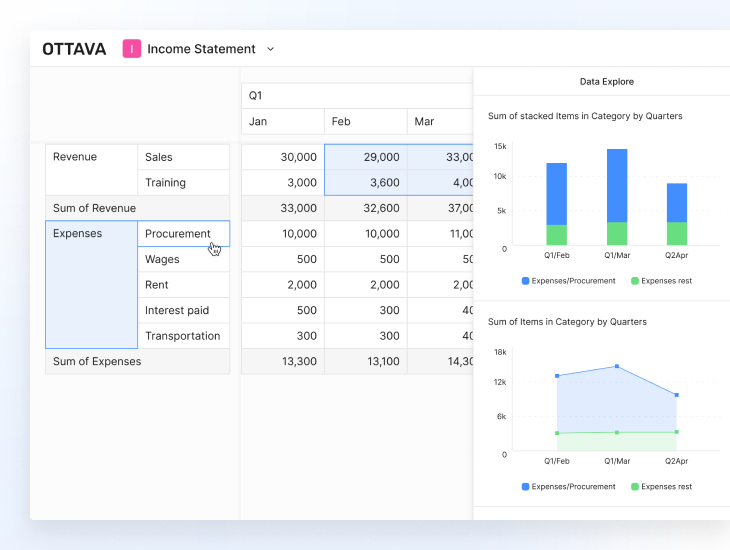 OTTAVA I Income Statement
Data Explore
Q1
Jan Feb Mar
Revenue Sales 30,000 29,000 33,00
Training 3,000 3,600 4,00
Sum of Revenue 33,000 32,600 37,00
Expenses Procurement 10,000 10,000 11,00
Wages 500 500 50
Rent 2,000 2,000 2,00
Interest paid 500 300 40
Transportation 300 300 40
Sum of Expenses 13,300 13,100 14,30
Sum of stacked Items in Category by Quarters
15k
10k
5k
0
Q1/Feb Q1/Mar Q2Apr
Expenses/Procurement Expenses rest
Sum of Items in Category by Quarters
18k
12k
6k
0
Q1/Feb Q1/Mar Q2Apr
Expenses/Procurement Expenses rest